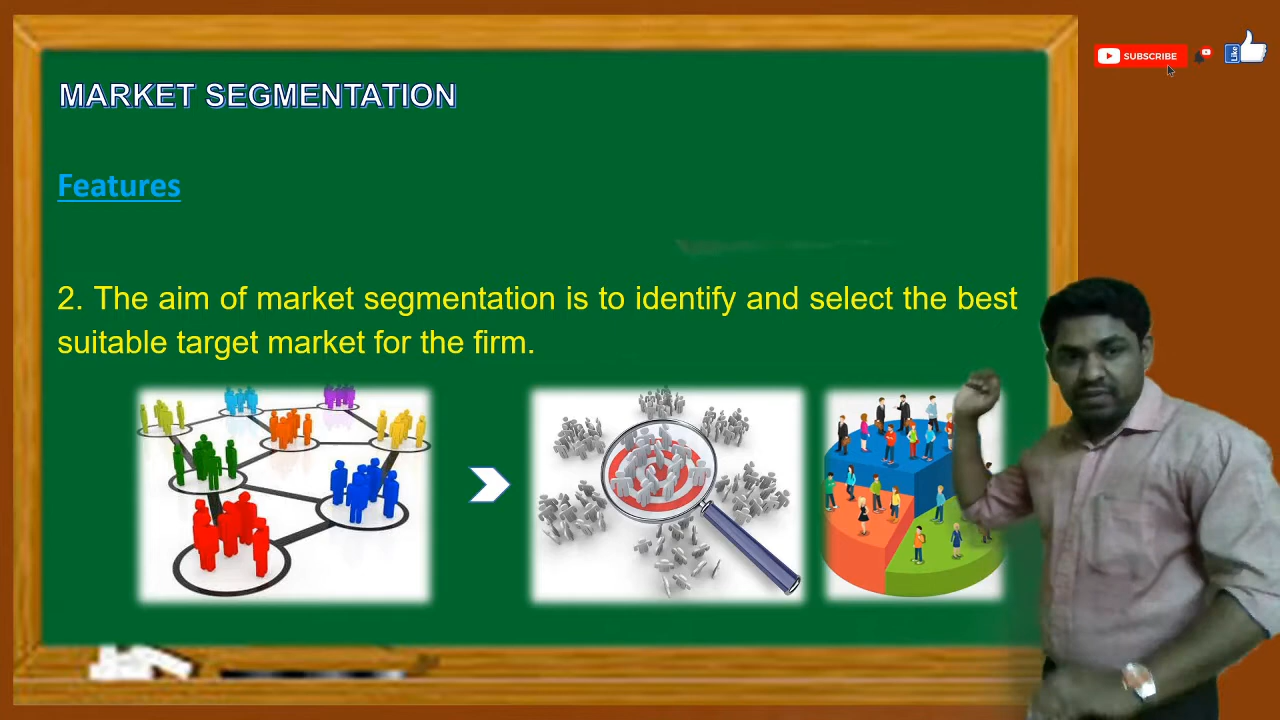 MARKET SEGMENTATION
SUBSCRIBE
Like
Features
2. The aim of market segmentation is to identify and select the best
suitable target market for the firm.